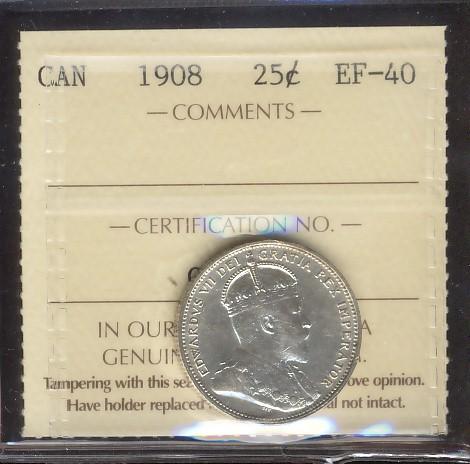 CAN 1908 25¢ EF-40
— COMMENTS —
— CERTIFICATION NO. —
EDWARDVS VII DEI GRATIA REX IMPERATOR
IN OUR A
GENUIN
Tampering with this sea ove opinion.
Have holder replaced al not intact.